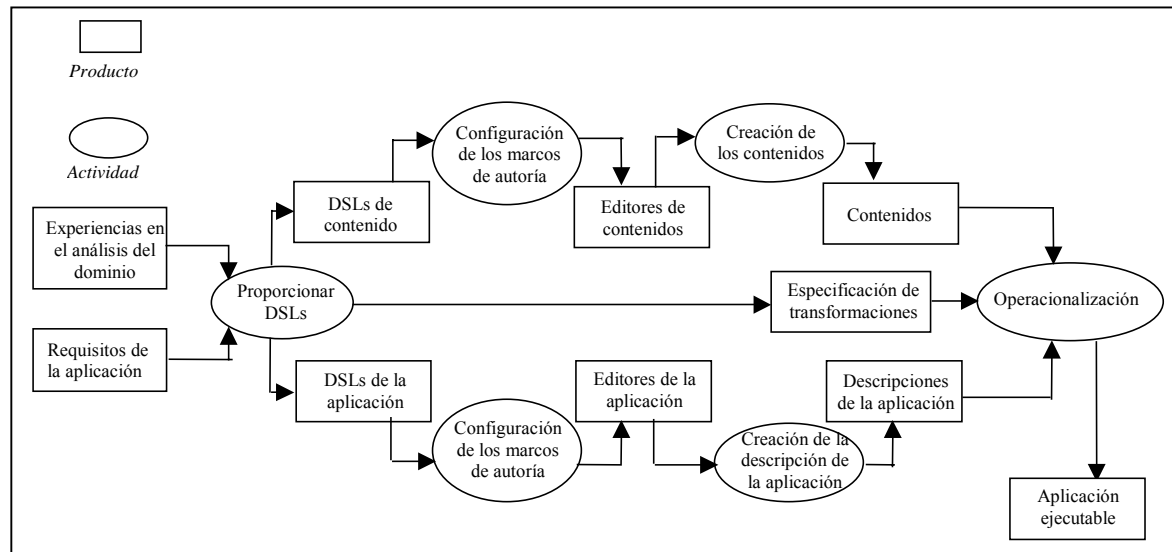 Producto
Actividad
Experiencias en
el análisis del
dominio
Requisitos de
la aplicación
Proporcionar
DSLs
DSLs de
contenido
Configuración
de los marcos
de autoría
Editores de
contenidos
Creación de
los contenidos
Contenidos
Especificación de
transformaciones
Operacionalización
DSLs de la
aplicación
Configuración
de los marcos
de autoría
Editores de la
aplicación
Creación de la
descripción de
la aplicación
Descripciones
de la aplicación
Aplicación
ejecutable